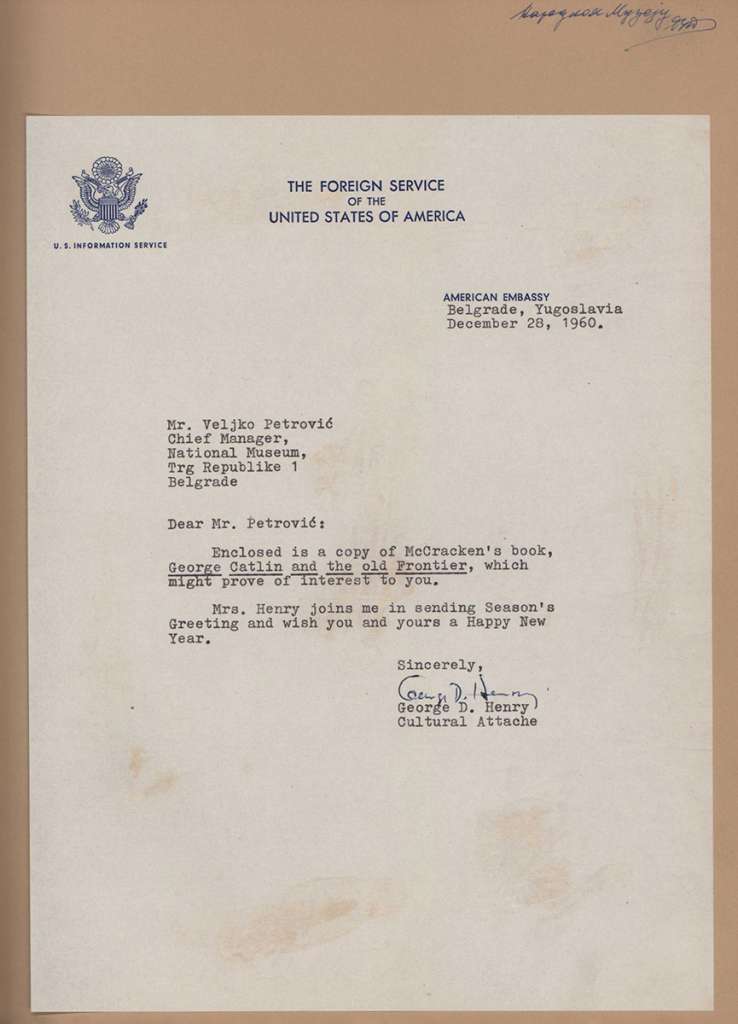 Народном Музеју
THE FOREIGN SERVICE
OF THE
UNITED STATES OF AMERICA
U. S. INFORMATION SERVICE
AMERICAN EMBASSY
Belgrade, Yugoslavia
December 28, 1960.
Mr. Veljko Petrović
Chief Manager,
National Museum,
Trg Republike 1
Belgrade
Dear Mr. Petrović:
Enclosed is a copy of McCracken's book,
George Catlin and the old Frontier, which
might prove of interest to you.
Mrs. Henry joins me in sending Season's
Greeting and wish you and yours a Happy New
Year.
Sincerely,
George D. Henry
George D. Henry
Cultural Attache